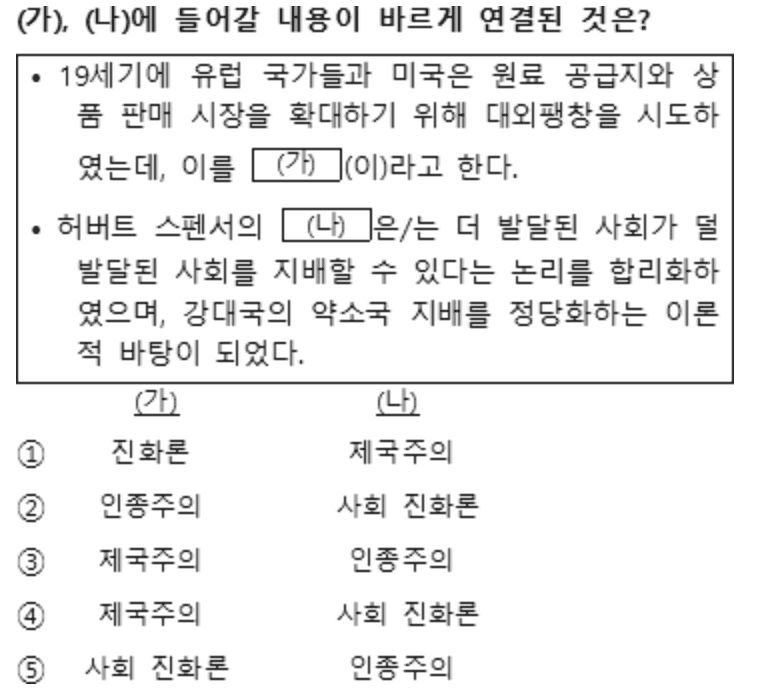 (가), (나)에 들어갈 내용이 바르게 연결된 것은?
• 19세기에 유럽 국가들과 미국은 원료 공급지와 상
품 판매 시장을 확대하기 위해 대외팽창을 시도하
였는데, 이를 (가) (이)라고 한다.
• 허버트 스펜서의 (나) 은/는 더 발달된 사회가 덜
발달된 사회를 지배할 수 있다는 논리를 합리화하
였으며, 강대국의 약소국 지배를 정당화하는 이론
적 바탕이 되었다.
(가) (나)
① 진화론 제국주의
② 인종주의 사회 진화론
③ 제국주의 인종주의
④ 제국주의 사회 진화론
⑤ 사회 진화론 인종주의